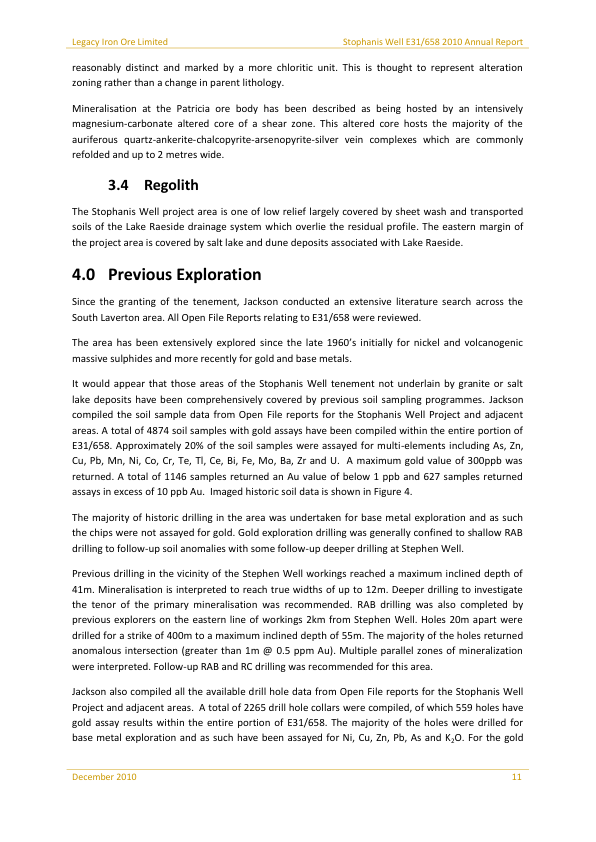 Legacy Iron Ore Limited Stophanis Well E31/658 2010 Annual Report
reasonably distinct and marked by a more chloritic unit. This is thought to represent alteration
zoning rather than a change in parent lithology.
Mineralisation at the Patricia ore body has been described as being hosted by an intensively
magnesium-carbonate altered core of a shear zone. This altered core hosts the majority of the
auriferous quartz-ankerite-chalcopyrite-arsenopyrite-silver vein complexes which are commonly
refolded and up to 2 metres wide.
3.4 Regolith
The Stophanis Well project area is one of low relief largely covered by sheet wash and transported
soils of the Lake Raeside drainage system which overlie the residual profile. The eastern margin of
the project area is covered by salt lake and dune deposits associated with Lake Raeside.
4.0 Previous Exploration
Since the granting of the tenement, Jackson conducted an extensive literature search across the
South Laverton area. All Open File Reports relating to E31/658 were reviewed.
The area has been extensively explored since the late 1960’s initially for nickel and volcanogenic
massive sulphides and more recently for gold and base metals.
It would appear that those areas of the Stophanis Well tenement not underlain by granite or salt
lake deposits have been comprehensively covered by previous soil sampling programmes. Jackson
compiled the soil sample data from Open File reports for the Stophanis Well Project and adjacent
areas. A total of 4874 soil samples with gold assays have been compiled within the entire portion of
E31/658. Approximately 20% of the soil samples were assayed for multi-elements including As, Zn,
Cu, Pb, Mn, Ni, Co, Cr, Te, Tl, Ce, Bi, Fe, Mo, Ba, Zr and U. A maximum gold value of 300ppb was
returned. A total of 1146 samples returned an Au value of below 1 ppb and 627 samples returned
assays in excess of 10 ppb Au. Imaged historic soil data is shown in Figure 4.
The majority of historic drilling in the area was undertaken for base metal exploration and as such
the chips were not assayed for gold. Gold exploration drilling was generally confined to shallow RAB
drilling to follow-up soil anomalies with some follow-up deeper drilling at Stephen Well.
Previous drilling in the vicinity of the Stephen Well workings reached a maximum inclined depth of
41m. Mineralisation is interpreted to reach true widths of up to 12m. Deeper drilling to investigate
the tenor of the primary mineralisation was recommended. RAB drilling was also completed by
previous explorers on the eastern line of workings 2km from Stephen Well. Holes 20m apart were
drilled for a strike of 400m to a maximum inclined depth of 55m. The majority of the holes returned
anomalous intersection (greater than 1m @ 0.5 ppm Au). Multiple parallel zones of mineralization
were interpreted. Follow-up RAB and RC drilling was recommended for this area.
Jackson also compiled all the available drill hole data from Open File reports for the Stophanis Well
Project and adjacent areas. A total of 2265 drill hole collars were compiled, of which 559 holes have
gold assay results within the entire portion of E31/658. The majority of the holes were drilled for
base metal exploration and as such have been assayed for Ni, Cu, Zn, Pb, As and K₂O. For the gold
December 2010 11